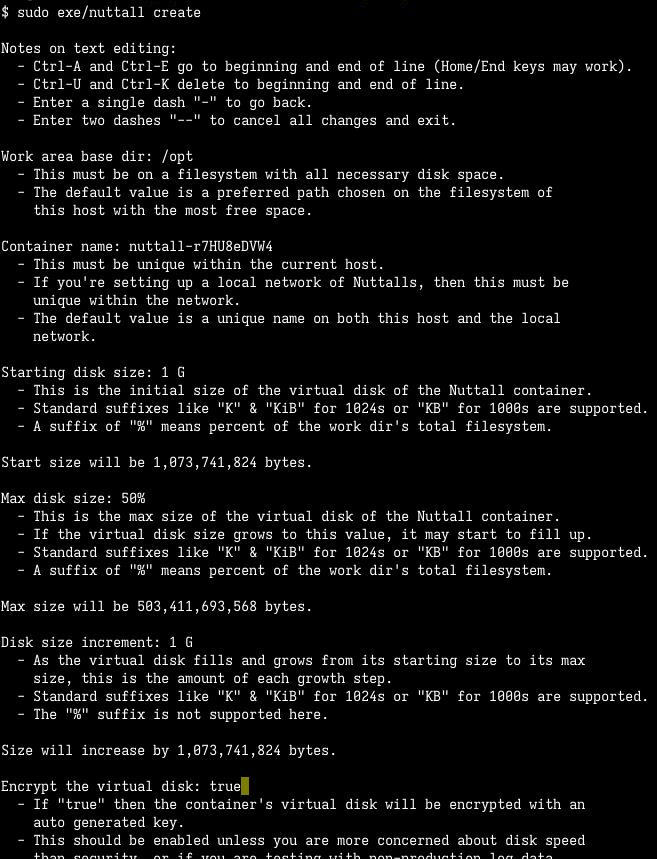 $ sudo exe/nuttall create
Notes on text editing:
- Ctrl-A and Ctrl-E go to beginning and end of line (Home/End keys may work).
- Ctrl-U and Ctrl-K delete to beginning and end of line.
- Enter a single dash "-" to go back.
- Enter two dashes "--" to cancel all changes and exit.
Work area base dir: /opt
- This must be on a filesystem with all necessary disk space.
- The default value is a preferred path chosen on the filesystem of
this host with the most free space.
Container name: nuttall-r7HU8eDVW4
- This must be unique within the current host.
- If you're setting up a local network of Nuttalls, then this must be
unique within the network.
- The default value is a unique name on both this host and the local
network.
Starting disk size: 1 G
- This is the initial size of the virtual disk of the Nuttall container.
- Standard suffixes like "K" & "KiB" for 1024s or "KB" for 1000s are supported.
- A suffix of "%" means percent of the work dir's total filesystem.
Start size will be 1,073,741,824 bytes.
Max disk size: 50%
- This is the max size of the virtual disk of the Nuttall container.
- If the virtual disk size grows to this value, it may start to fill up.
- Standard suffixes like "K" & "KiB" for 1024s or "KB" for 1000s are supported.
- A suffix of "%" means percent of the work dir's total filesystem.
Max size will be 503,411,693,568 bytes.
Disk size increment: 1 G
- As the virtual disk fills and grows from its starting size to its max
size, this is the amount of each growth step.
- Standard suffixes like "K" & "KiB" for 1024s or "KB" for 1000s are supported.
- The "%" suffix is not supported here.
Size will increase by 1,073,741,824 bytes.
Encrypt the virtual disk: true
- If "true" then the container's virtual disk will be encrypted with an
auto generated key.
- This should be enabled unless you are more concerned about disk speed
than security, or if you are testing with non-production log data.